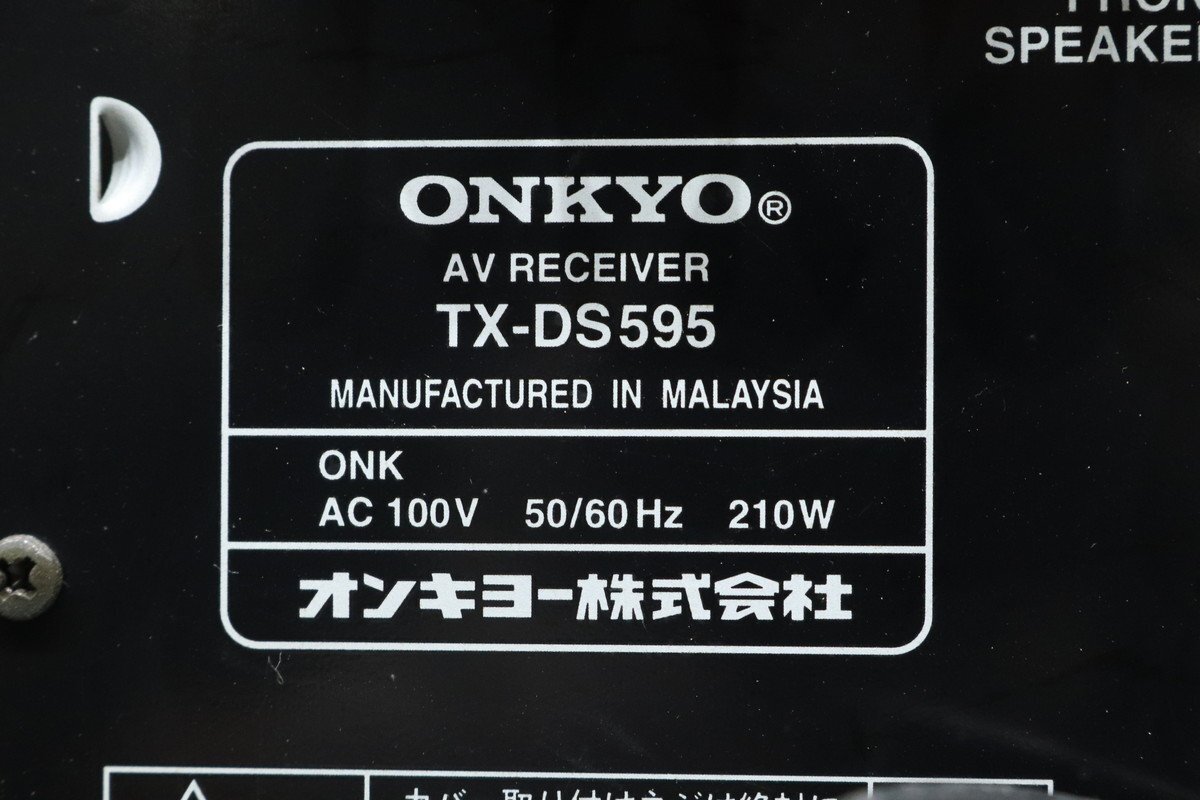 SPEAKE
ONKYO®
AV RECEIVER
TX-DS595
MANUFACTURED IN MALAYSIA
ONK
AC 100V 50/60Hz 210W
オンキヨー株式会社